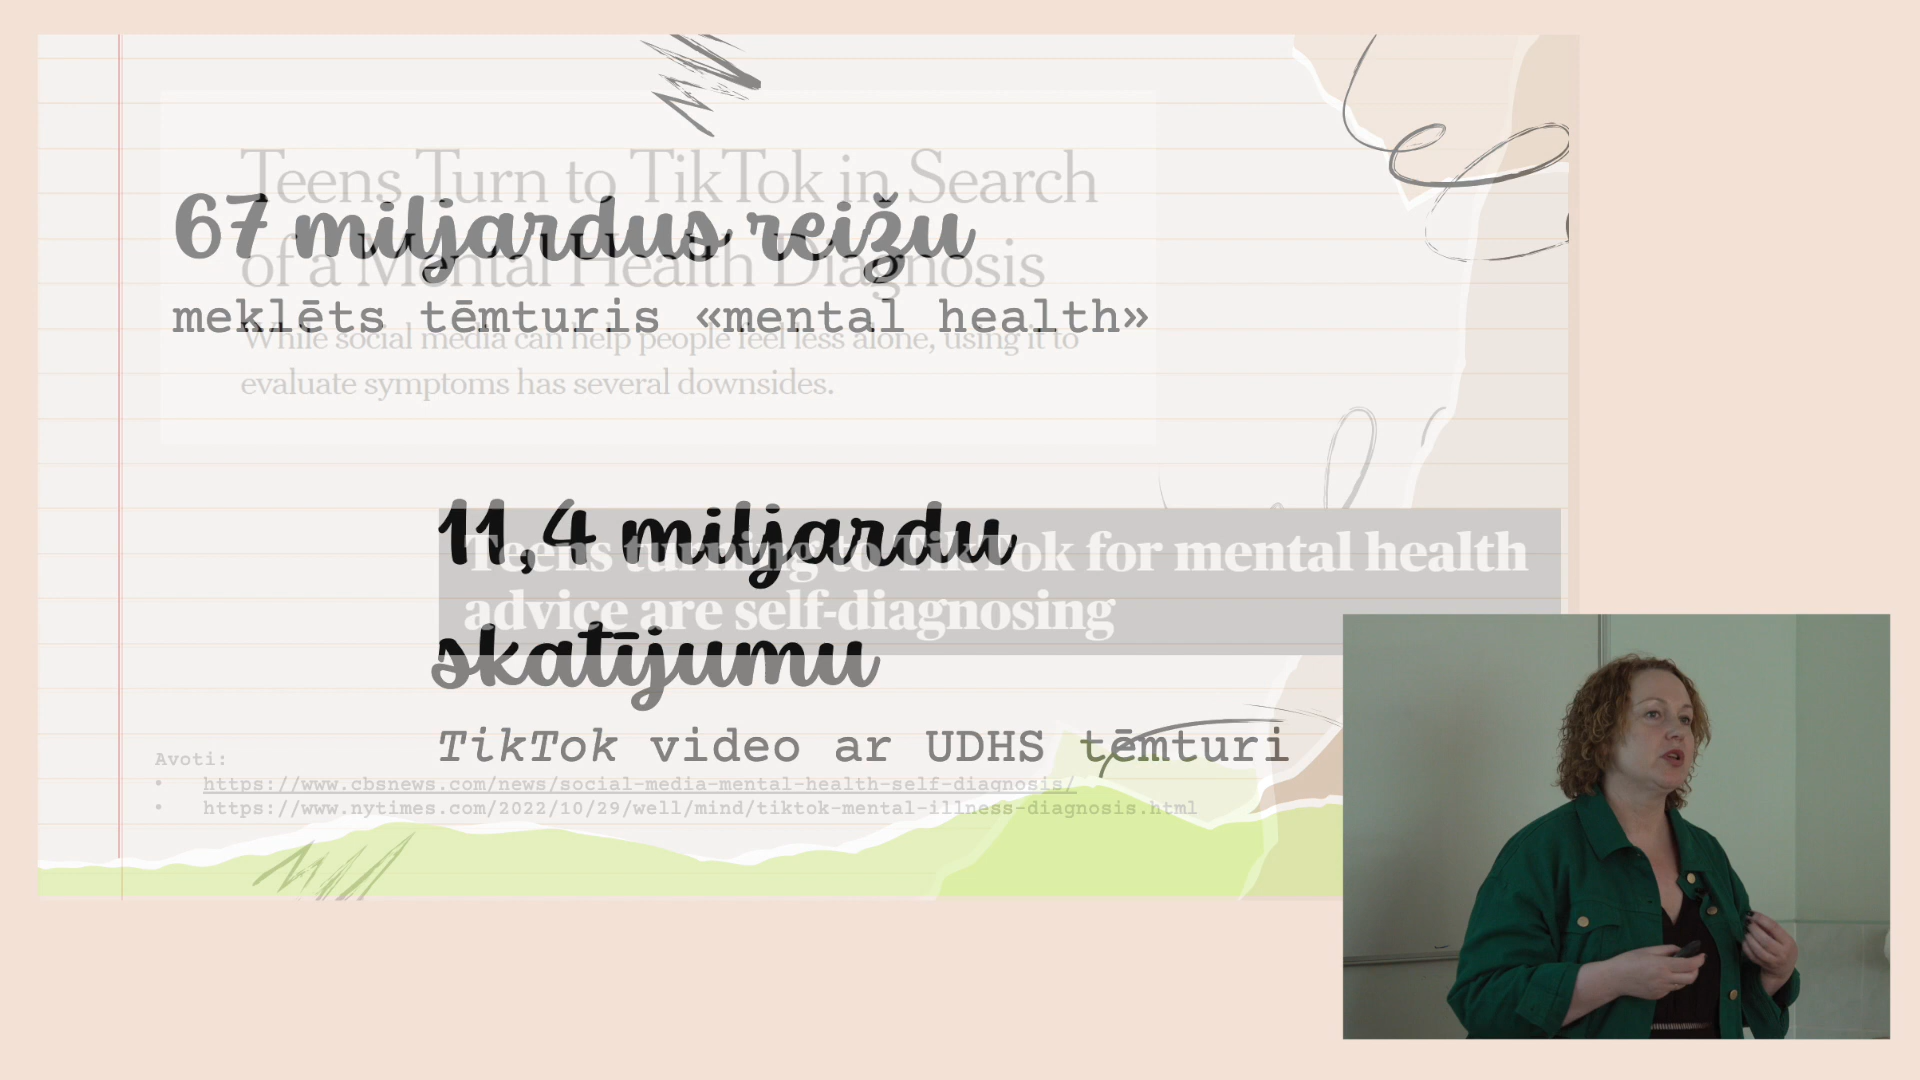 Teens Turn to TikTok in Search
of a Mental Health Diagnosis
While social media can help people feel less alone, using it to
evaluate symptoms has several downsides.
67 miljardus reižu
meklēts tēmturis «mental health»
Teens turning to TikTok for mental health
advice are self-diagnosing
11,4 miljardu
skatījumu
TikTok video ar UDHS tēmturi
Avoti:
• https://www.cbsnews.com/news/social-media-mental-health-self-diagnosis/
• https://www.nytimes.com/2022/10/29/well/mind/tiktok-mental-illness-diagnosis.html